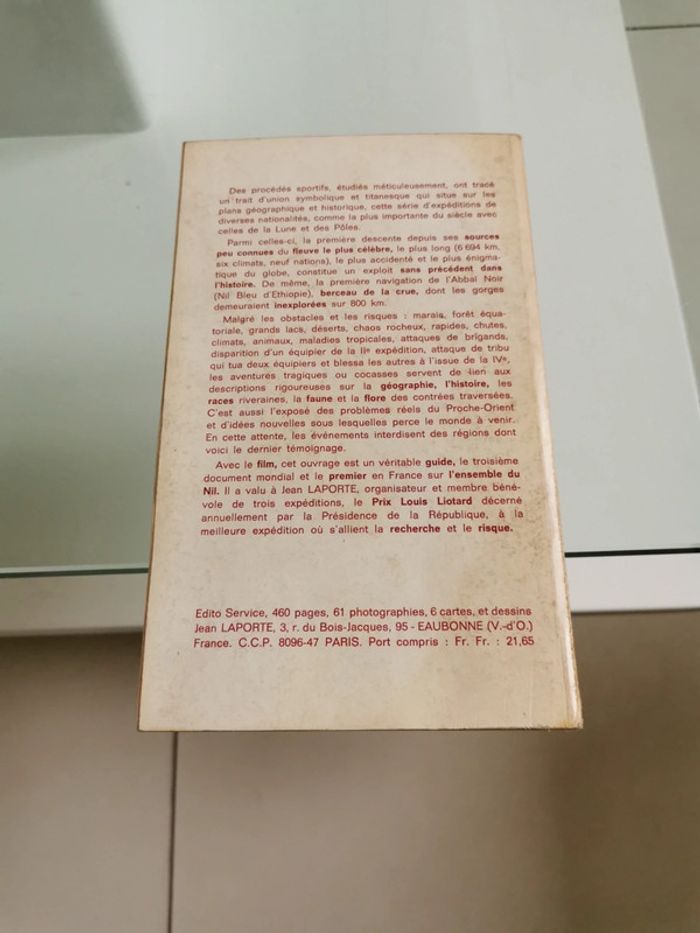 Des procédés sportifs, étudiés méticuleusement, ont tracé
un trait d'union symbolique et titanesque qui situe sur les
plans géographique et historique, cette série d'expéditions de
diverses nationalités, comme la plus importante du siècle avec
celles de la Lune et des Pôles.
Parmi celles-ci, la première descente depuis ses sources
peu connues du fleuve le plus célèbre, le plus long (6 694 km,
six climats, neuf nations), le plus accidenté et le plus énigma-
tique du globe, constitue un exploit sans précédent dans
l'histoire. De même, la première navigation de l'Abbaï Noir
(Nil Bleu d'Ethiopie), berceau de la crue, dont les gorges
demeuraient inexplorées sur 800 km.
Malgré les obstacles et les risques : marais, forêt équa-
toriale, grands lacs, déserts, chaos rocheux, rapides, chutes,
climats, animaux, maladies tropicales, attaques de brigands,
disparition d'un équipier de la IIe expédition, attaque de tribu
qui tua deux équipiers et blessa les autres à l'issue de la IVe,
les aventures tragiques ou cocasses servent de lien aux
descriptions rigoureuses sur la géographie, l'histoire, les
races riveraines, la faune et la flore des contrées traversées.
C'est aussi l'exposé des problèmes réels du Proche-Orient
et d'idées nouvelles sous lesquelles perce le monde à venir.
En cette attente, les événements interdisent des régions dont
voici le dernier témoignage.
Avec le film, cet ouvrage est un véritable guide, le troisième
document mondial et le premier en France sur l'ensemble du
Nil. Il a valu à Jean LAPORTE, organisateur et membre béné-
vole de trois expéditions, le Prix Louis Liotard décerné
annuellement par la Présidence de la République, à la
meilleure expédition où s'allient la recherche et le risque.
Edito Service, 460 pages, 61 photographies, 6 cartes, et dessins
Jean LAPORTE, 3, r. du Bois-Jacques, 95 - EAUBONNE (V.-d'O.)
France. C.C.P. 8096-47 PARIS. Port compris : Fr. Fr. : 21,65